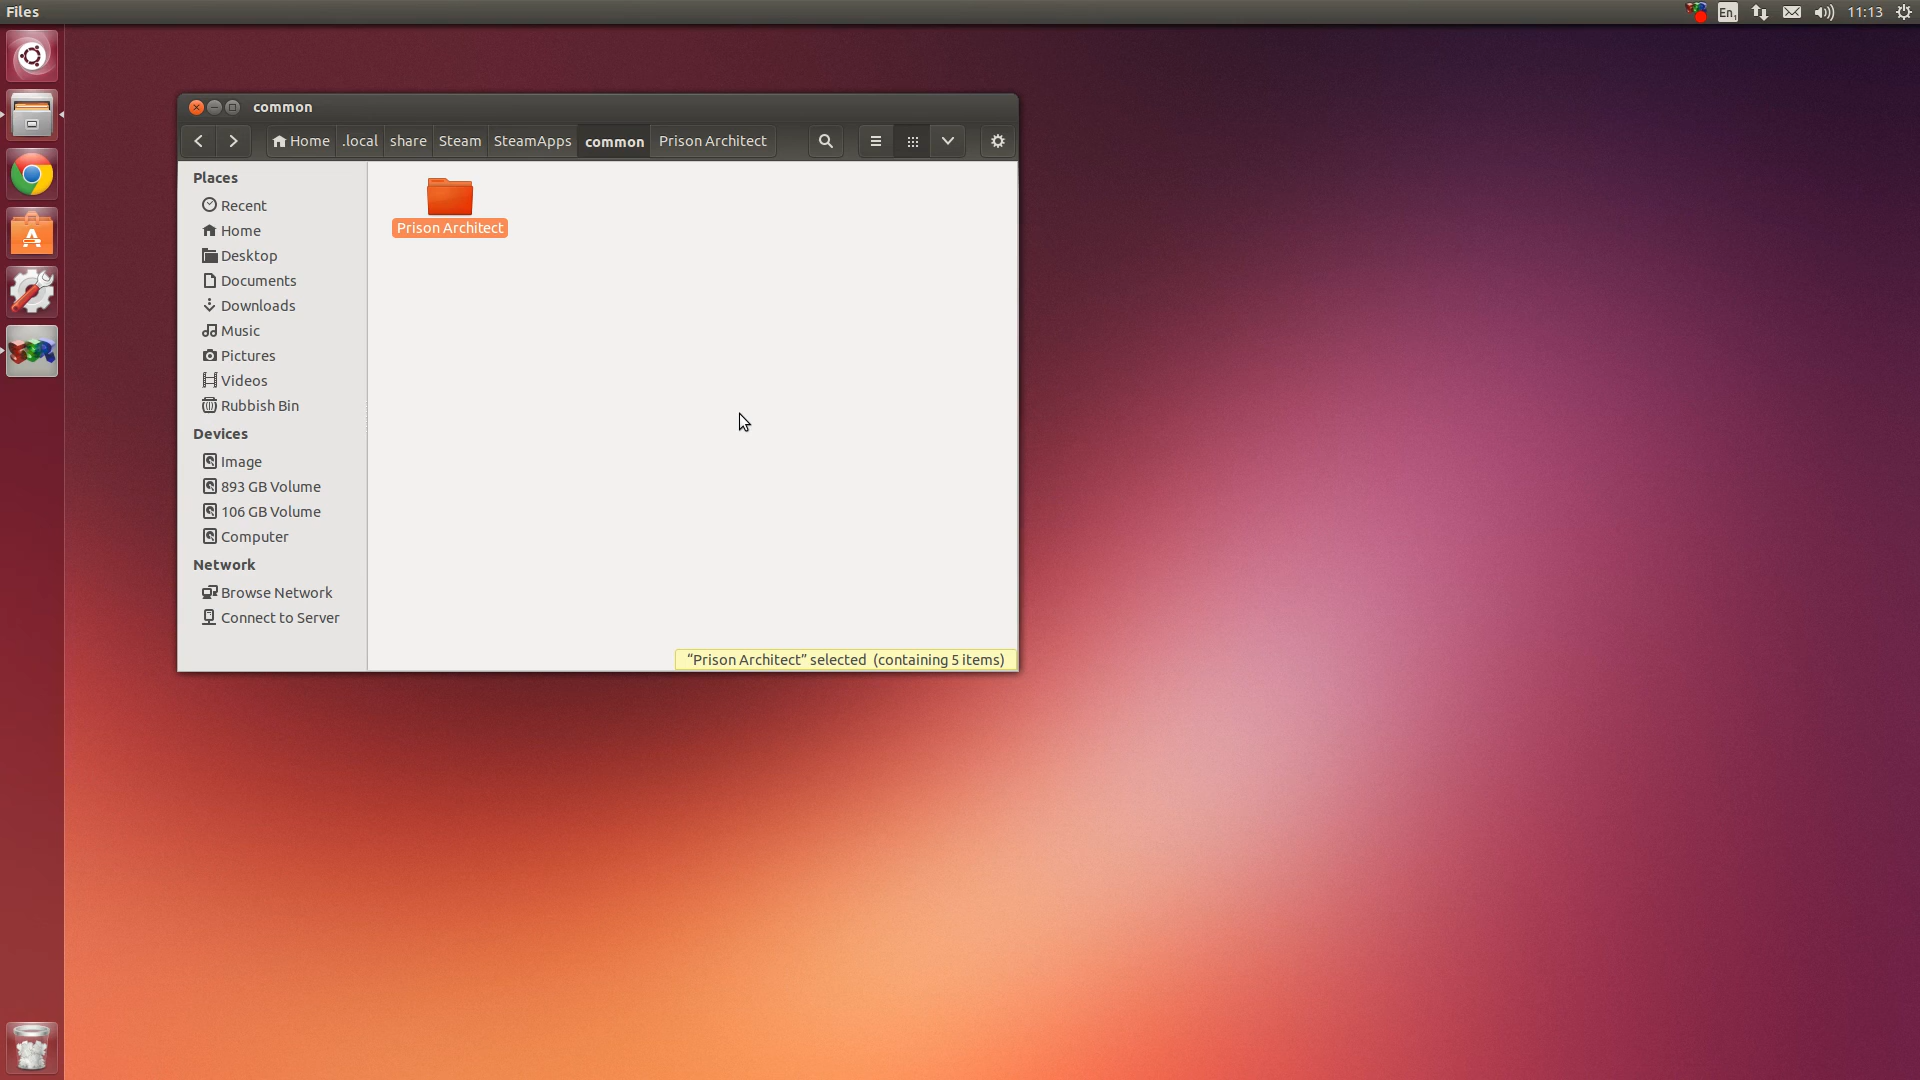 Files
En1
11:13
common
Home .local share Steam SteamApps common Prison Architect
Places
Recent
Home
Desktop
Documents
Downloads
Music
Pictures
Videos
Rubbish Bin
Devices
Image
893 GB Volume
106 GB Volume
Computer
Network
Browse Network
Connect to Server
Prison Architect
“Prison Architect” selected (containing 5 items)